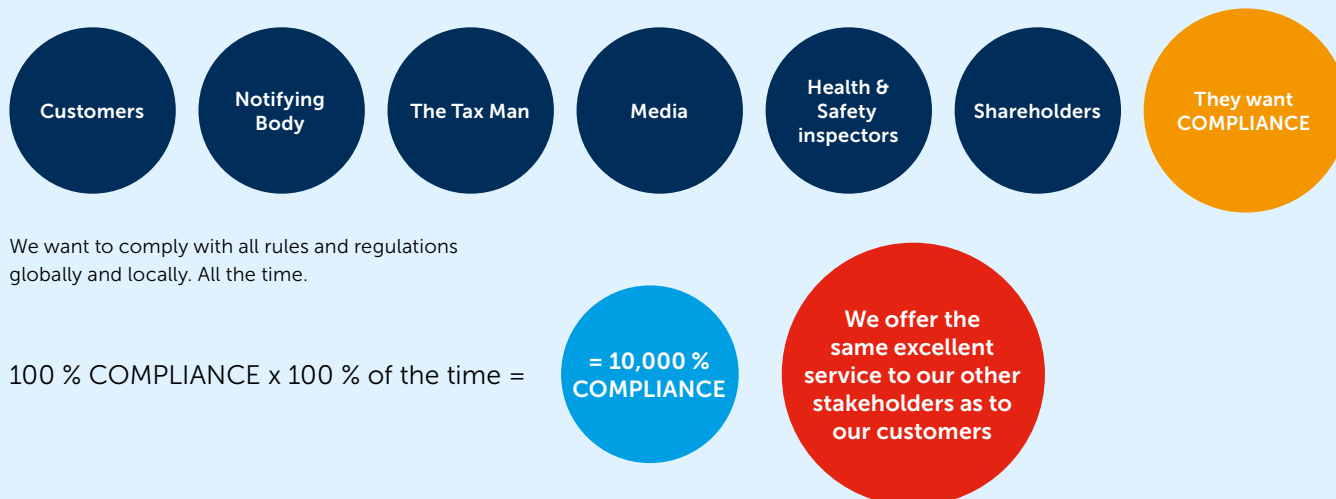 Customers
Notifying
Body
The Tax Man
Media
Health &
Safety
inspectors
Shareholders
They want
COMPLIANCE
We want to comply with all rules and regulations
globally and locally. All the time.
100 % COMPLIANCE x 100 % of the time =
= 10,000 %
COMPLIANCE
We offer the
same excellent
service to our other
stakeholders as to
our customers